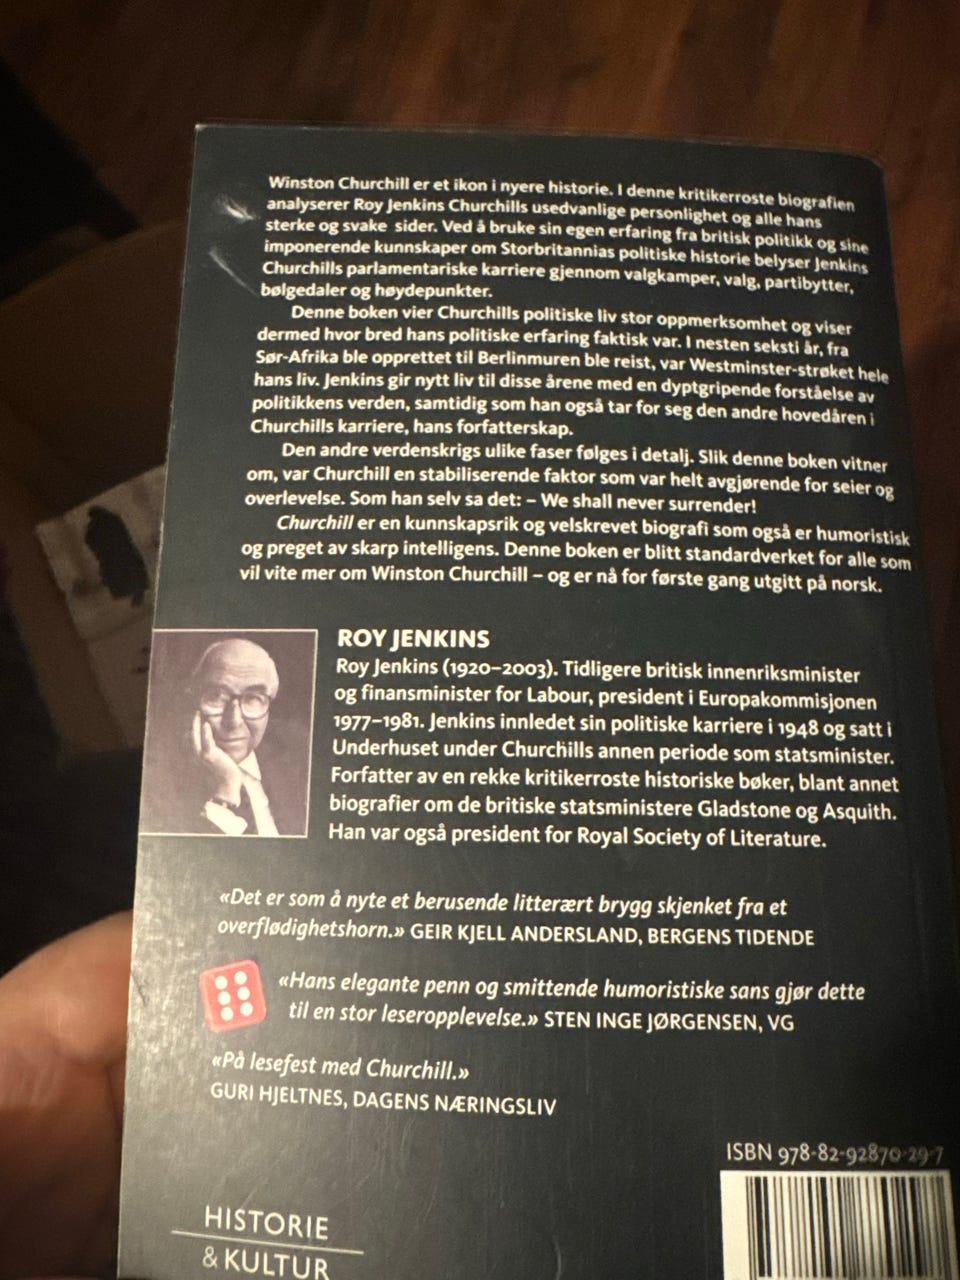 Winston Churchill er et ikon i nyere historie. I denne kritikerroste biografien
analyserer Roy Jenkins Churchills usedvanlige personlighet og alle hans
sterke og svake sider. Ved å bruke sin egen erfaring fra britisk politikk og sine
imponerende kunnskaper om Storbritannias politiske historie belyser Jenkins
Churchills parlamentariske karriere gjennom valgkamper, valg, partibytter,
bølgedaler og høydepunkter.
Denne boken vier Churchills politiske liv stor oppmerksomhet og viser
dermed hvor bred hans politiske erfaring faktisk var. I nesten seksti år, fra
Sør-Afrika ble opprettet til Berlinmuren ble reist, var Westminster-strøket hele
hans liv. Jenkins gir nytt liv til disse årene med en dyptgripende forståelse av
politikkens verden, samtidig som han også tar for seg den andre hovedåren i
Churchills karriere, hans forfatterskap.
Den andre verdenskrigs ulike faser følges i detalj. Slik denne boken vitner
om, var Churchill en stabiliserende faktor som var helt avgjørende for seier og
overlevelse. Som han selv sa det: – We shall never surrender!
Churchill er en kunnskapsrik og velskrevet biografi som også er humoristisk
og preget av skarp intelligens. Denne boken er blitt standardverket for alle som
vil vite mer om Winston Churchill – og er nå for første gang utgitt på norsk.
ROY JENKINS
Roy Jenkins (1920–2003). Tidligere britisk innenriksminister
og finansminister for Labour, president i Europakommisjonen
1977–1981. Jenkins innledet sin politiske karriere i 1948 og satt i
Underhuset under Churchills annen periode som statsminister.
Forfatter av en rekke kritikerroste historiske bøker, blant annet
biografier om de britiske statsministere Gladstone og Asquith.
Han var også president for Royal Society of Literature.
«Det er som å nyte et berusende litterært brygg skjenket fra et
overflødighetshorn.» GEIR KJELL ANDERSLAND, BERGENS TIDENDE
«Hans elegante penn og smittende humoristiske sans gjør dette
til en stor leseropplevelse.» STEN INGE JØRGENSEN, VG
«På lesefest med Churchill.»
GURI HJELTNES, DAGENS NÆRINGSLIV
ISBN 978-82-92870-29-7
HISTORIE
& KULTUR